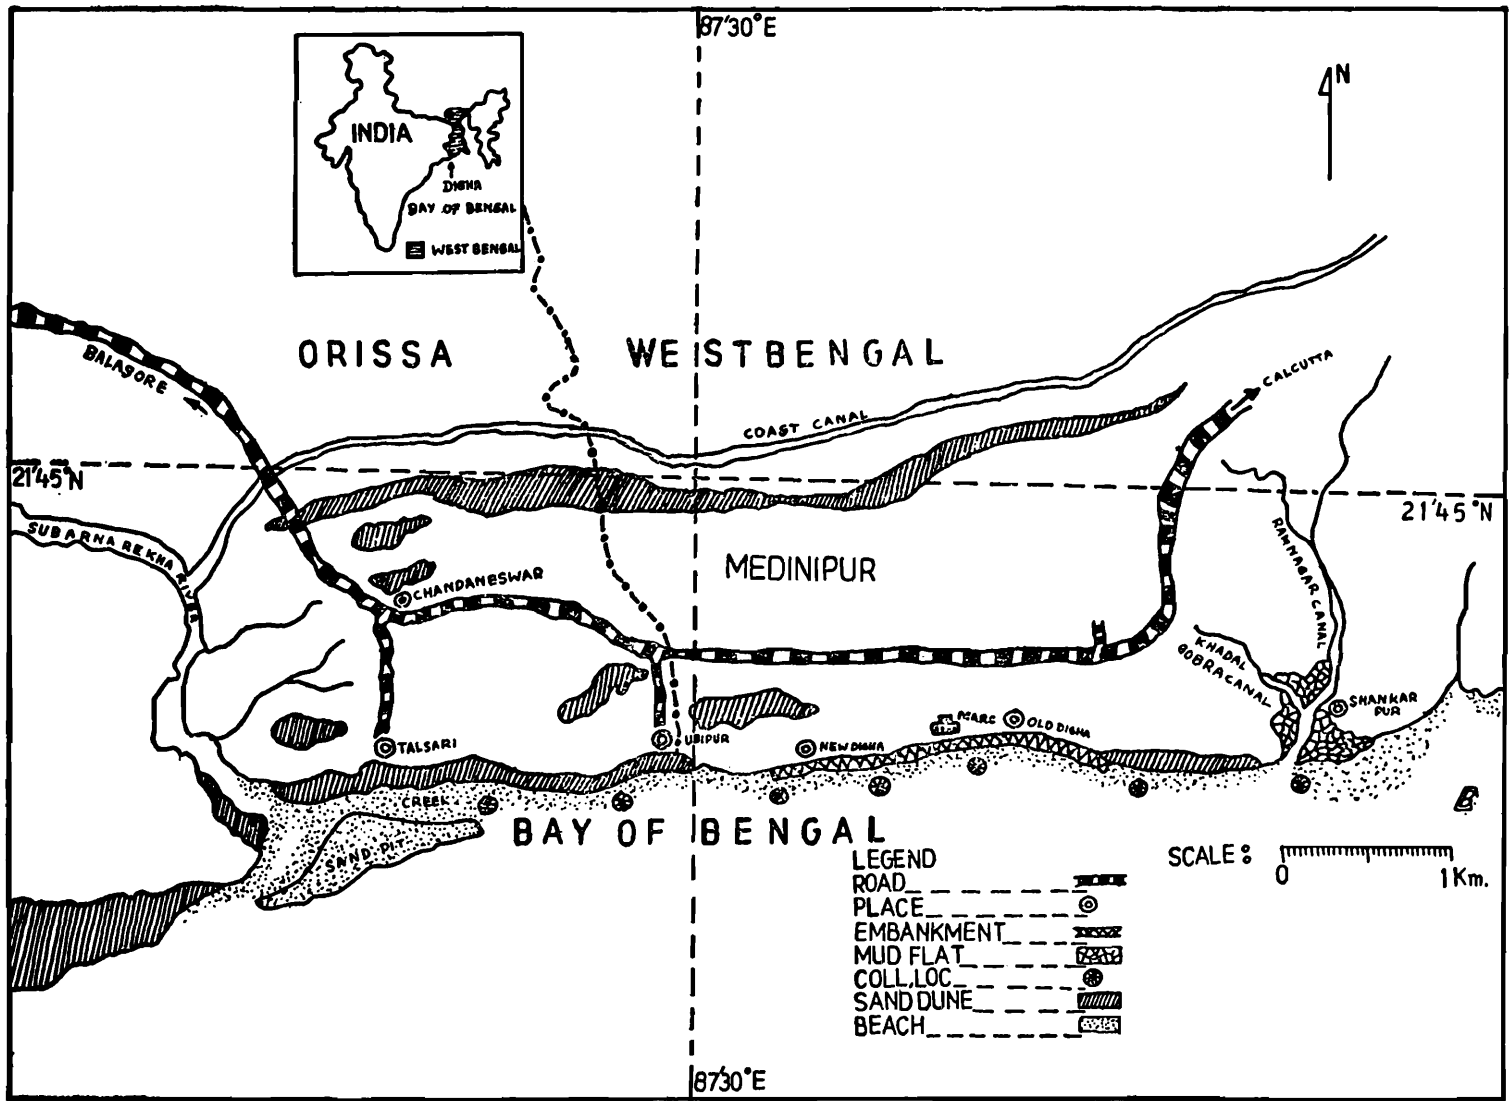 87'30°E
N
INDIA
DIGHA
BAY OF BENGAL
WEST BENGAL
ORISSA
WESTBENGAL
BALASORE
CALCUTTA
COAST CANAL
21'45°N
21'45°N
SUBARNA REKHA RIVER
MEDINIPUR
RAMNAGAR CANAL
CHANDANESWAR
KHADAL
GOBRA CANAL
SHANKAR
PUR
TALSARI
UDIPUR
NEW DIGHA
MARC
OLD DIGHA
CREEK
SAND PIT
BAY OF BENGAL
LEGEND
ROAD
PLACE
EMBANKMENT
MUD FLAT
COLL,LOC
SAND DUNE
BEACH
SCALE:
0 1Km.
87'30°E